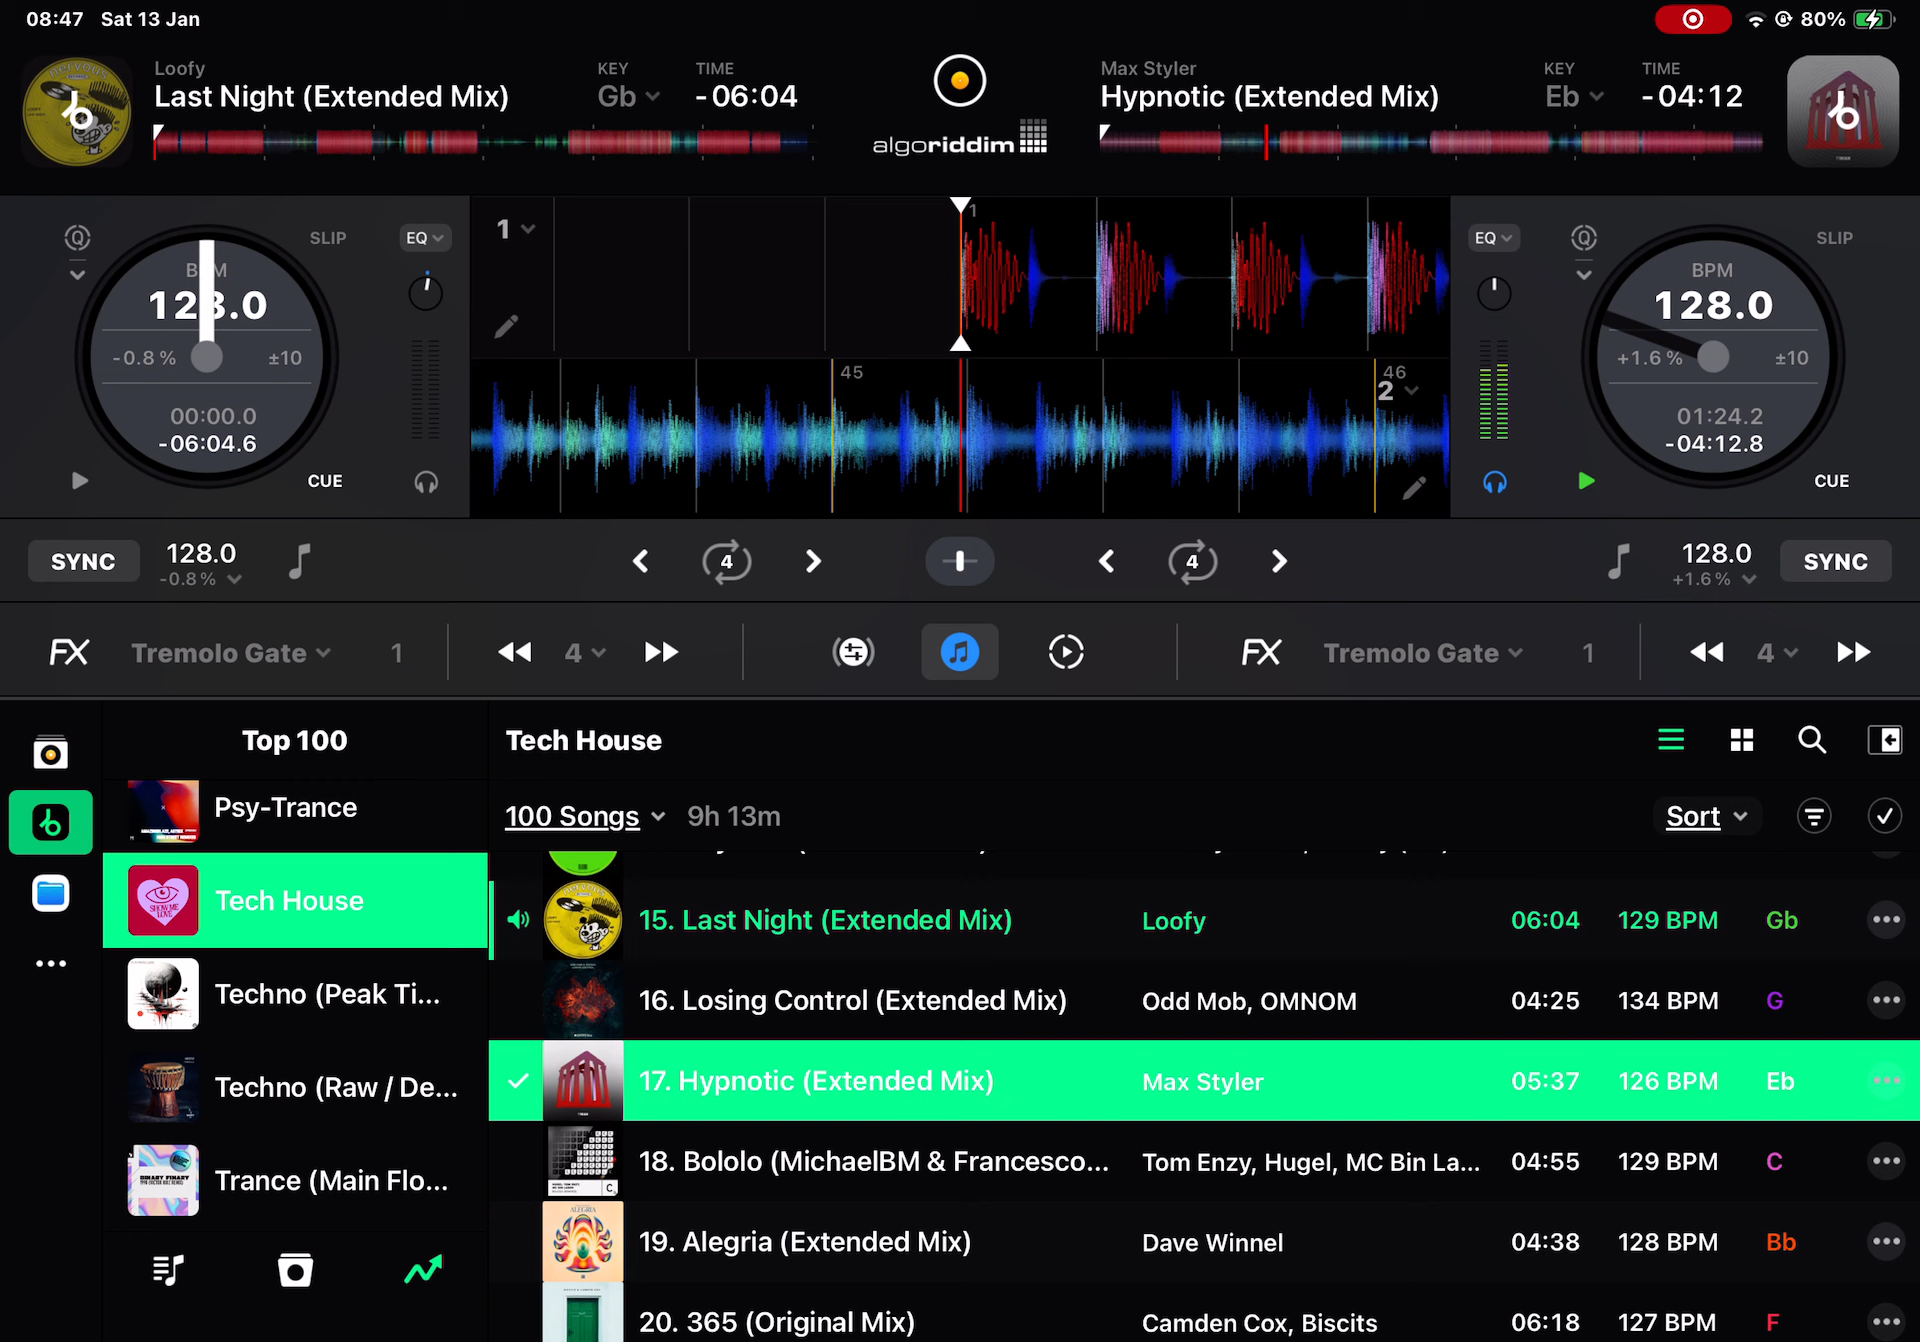 08:47 Sat 13 Jan
80%
Loofy
Last Night (Extended Mix)
KEY
Gb
TIME
-06:04
algoriddim
Max Styler
Hypnotic (Extended Mix)
KEY
Eb
TIME
-04:12
Q
SLIP
EQ
BPM
128.0
-0.8 % ±10
00:00.0
-06:04.6
CUE
1
1
45
46
2
EQ
Q
SLIP
BPM
128.0
+1.6 % ±10
01:24.2
-04:12.8
CUE
SYNC
128.0
-0.8 %
4
4
128.0
+1.6 %
SYNC
FX Tremolo Gate 1
4
FX Tremolo Gate 1
4
Top 100
Psy-Trance
SHOW ME LOVE
Tech House
Techno (Peak Ti...
Techno (Raw / De...
Trance (Main Flo...
Tech House
100 Songs 9h 13m
Sort
15. Last Night (Extended Mix) Loofy 06:04 129 BPM Gb
16. Losing Control (Extended Mix) Odd Mob, OMNOM 04:25 134 BPM G
17. Hypnotic (Extended Mix) Max Styler 05:37 126 BPM Eb
18. Bololo (MichaelBM & Francesco... Tom Enzy, Hugel, MC Bin La... 04:55 129 BPM C
19. Alegria (Extended Mix) Dave Winnel 04:38 128 BPM Bb
20. 365 (Original Mix) Camden Cox, Biscits 06:18 127 BPM F